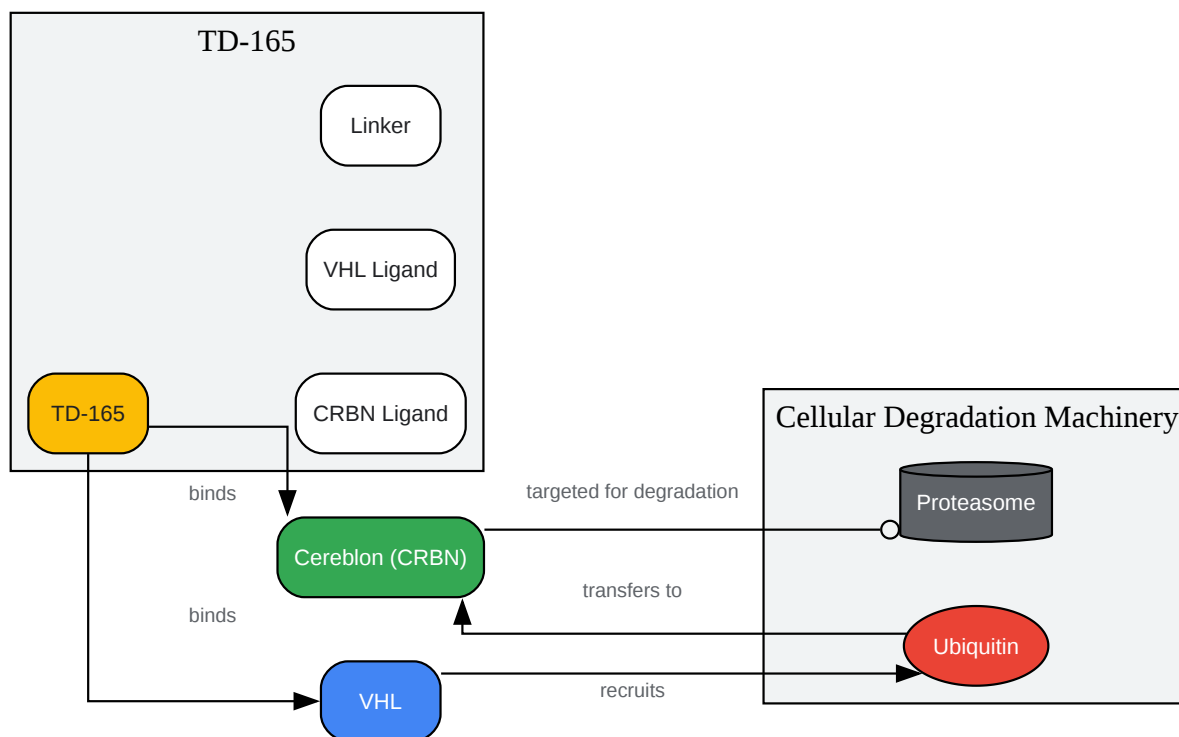 TD-165
Linker
VHL Ligand
TD-165
CRBN Ligand
Cellular Degradation Machinery
binds
targeted for degradation
Proteasome
Cereblon (CRBN)
transfers to
binds
Ubiquitin
recruits
VHL